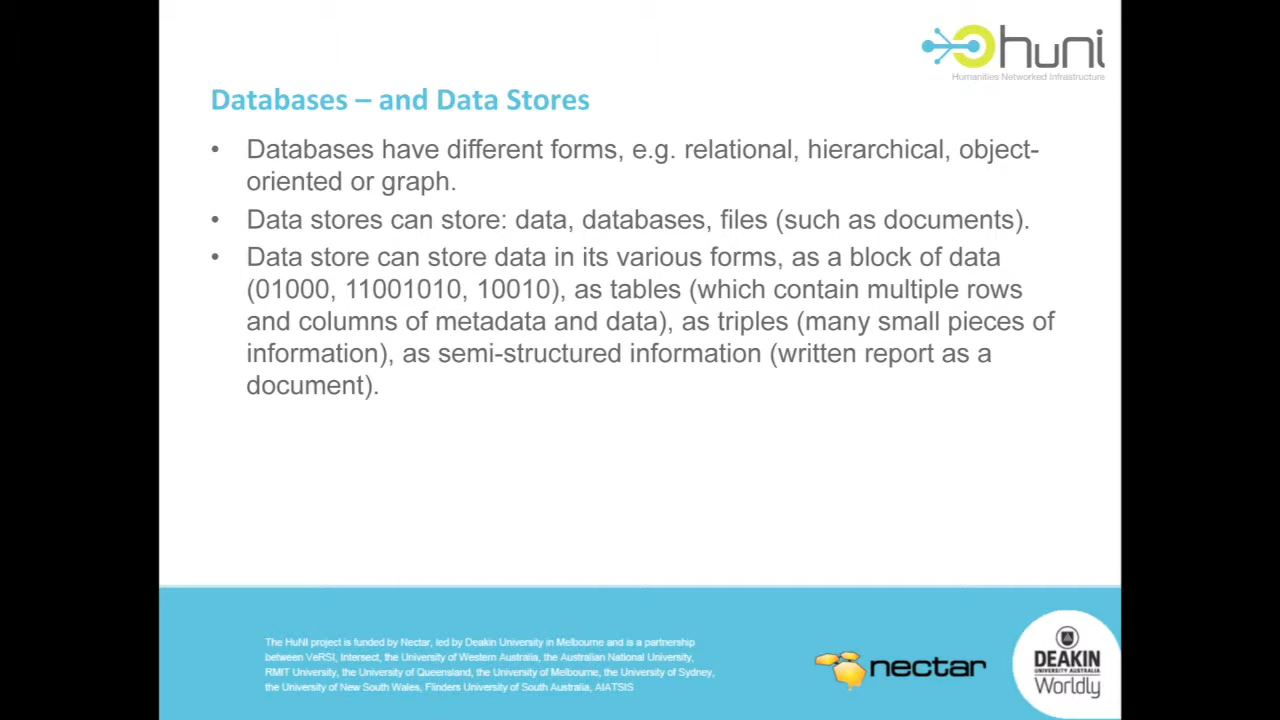 huni
Humanities Networked Infrastructure
Databases – and Data Stores
• Databases have different forms, e.g. relational, hierarchical, object-
oriented or graph.
• Data stores can store: data, databases, files (such as documents).
• Data store can store data in its various forms, as a block of data
(01000, 11001010, 10010), as tables (which contain multiple rows
and columns of metadata and data), as triples (many small pieces of
information), as semi-structured information (written report as a
document).
The HuNI project is funded by Nectar, led by Deakin University in Melbourne and is a partnership
between VeRSI, Intersect, the University of Western Australia, the Australian National University,
RMIT University, the University of Queensland, the University of Melbourne, the University of Sydney,
the University of New South Wales, Flinders University of South Australia, AIATSIS
nectar
DEAKIN
UNIVERSITY AUSTRALIA
Worldly